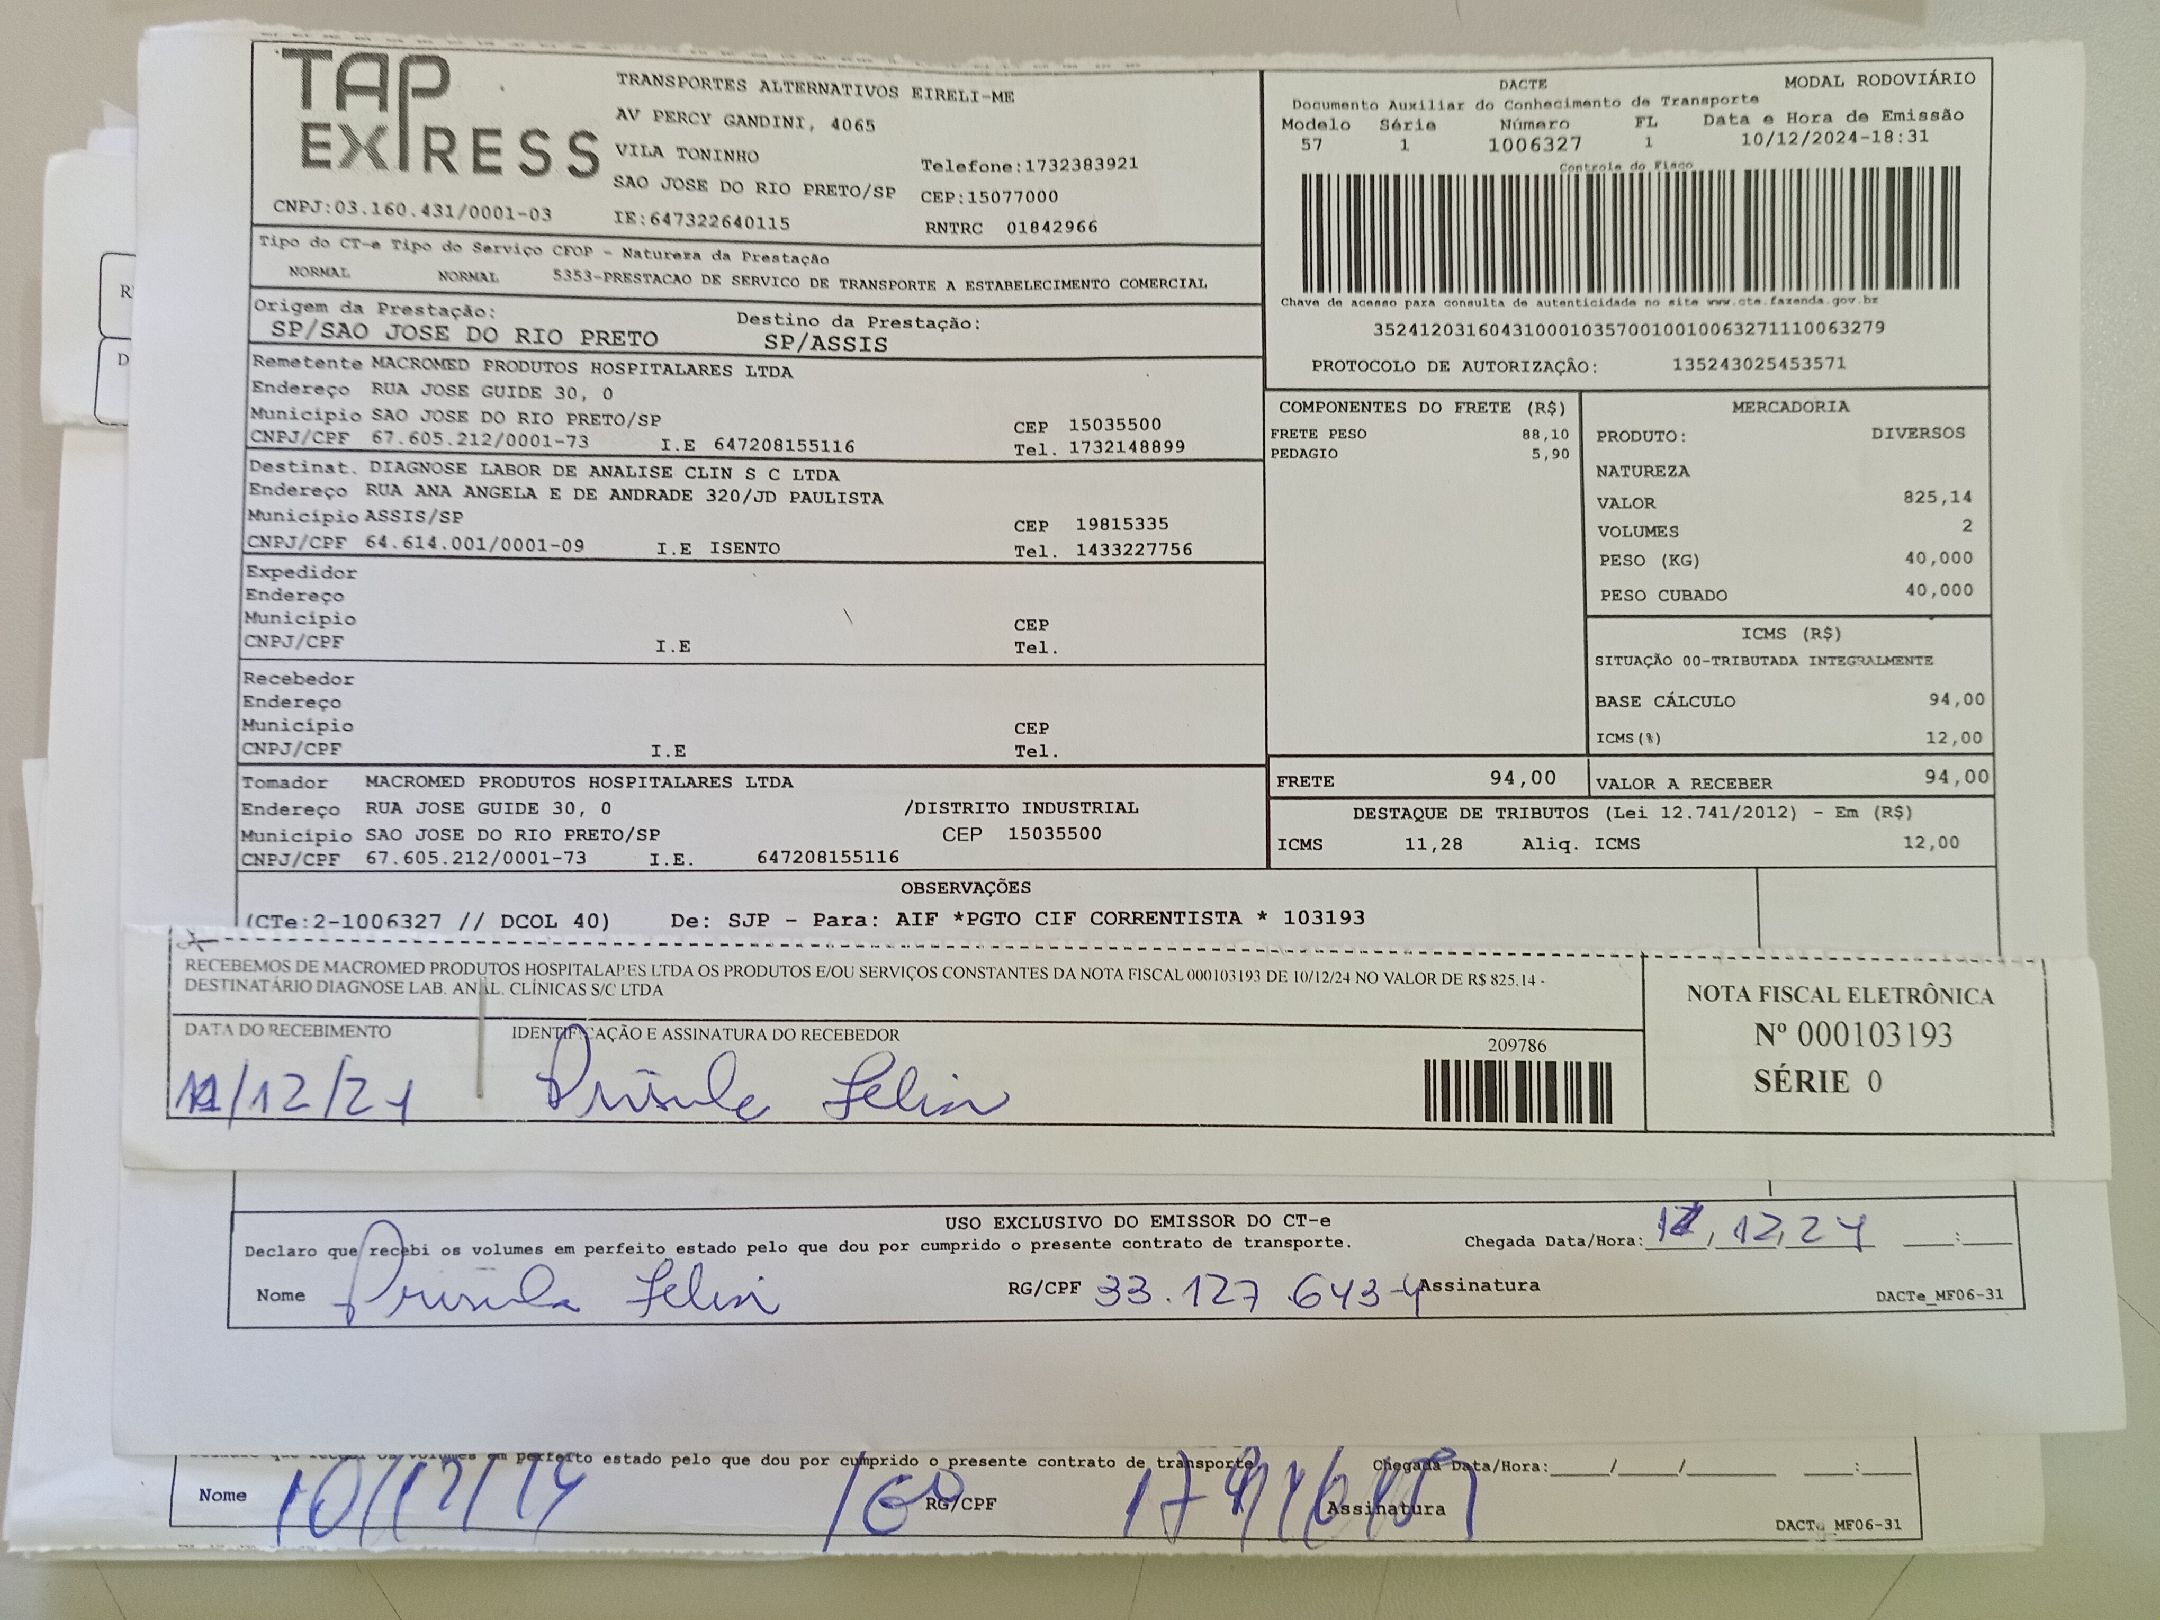 TAP EXPRESS
TRANSPORTES ALTERNATIVOS EIRELI-ME
AV PERCY GANDINI, 4065
VILA TONINHO
Telefone:1732383921
SAO JOSE DO RIO PRETO/SP CEP:15077000
CNPJ:03.160.431/0001-03 IE:647322640115 RNTRC 01842966
DACTE MODAL RODOVIÁRIO
Documento Auxiliar do Conhecimento de Transporte
Modelo Série Número FL Data e Hora de Emissão
57 1 1006327 1 10/12/2024-18:31
Controle do Fisco
Chave de acesso para consulta de autenticidade no site www.cte.fazenda.gov.br
35241203160431000103570010010063271110063279
PROTOCOLO DE AUTORIZAÇÃO: 135243025453571
Tipo do CT-e Tipo do Serviço CFOP - Natureza da Prestação
NORMAL NORMAL 5353-PRESTACAO DE SERVICO DE TRANSPORTE A ESTABELECIMENTO COMERCIAL
Origem da Prestação: Destino da Prestação:
SP/SAO JOSE DO RIO PRETO SP/ASSIS
Remetente MACROMED PRODUTOS HOSPITALARES LTDA
Endereço RUA JOSE GUIDE 30, 0
Município SAO JOSE DO RIO PRETO/SP CEP 15035500
CNPJ/CPF 67.605.212/0001-73 I.E 647208155116 Tel. 1732148899
Destinat. DIAGNOSE LABOR DE ANALISE CLIN S C LTDA
Endereço RUA ANA ANGELA E DE ANDRADE 320/JD PAULISTA
Município ASSIS/SP CEP 19815335
CNPJ/CPF 64.614.001/0001-09 I.E ISENTO Tel. 1433227756
Expedidor
Endereço
Município CEP
CNPJ/CPF I.E Tel.
Recebedor
Endereço
Município CEP
CNPJ/CPF I.E Tel.
Tomador MACROMED PRODUTOS HOSPITALARES LTDA
Endereço RUA JOSE GUIDE 30, 0 /DISTRITO INDUSTRIAL
Município SAO JOSE DO RIO PRETO/SP CEP 15035500
CNPJ/CPF 67.605.212/0001-73 I.E. 647208155116
COMPONENTES DO FRETE (R$)
FRETE PESO 88,10
PEDAGIO 5,90
MERCADORIA
PRODUTO: DIVERSOS
NATUREZA
VALOR 825,14
VOLUMES 2
PESO (KG) 40,000
PESO CUBADO 40,000
ICMS (R$)
SITUAÇÃO 00-TRIBUTADA INTEGRALMENTE
BASE CÁLCULO 94,00
ICMS(%) 12,00
FRETE 94,00 VALOR A RECEBER 94,00
DESTAQUE DE TRIBUTOS (Lei 12.741/2012) - Em (R$)
ICMS 11,28 Aliq. ICMS 12,00
OBSERVAÇÕES
(CTe:2-1006327 // DCOL 40) De: SJP - Para: AIF *PGTO CIF CORRENTISTA * 103193
RECEBEMOS DE MACROMED PRODUTOS HOSPITALARES LTDA OS PRODUTOS E/OU SERVIÇOS CONSTANTES DA NOTA FISCAL 000103193 DE 10/12/24 NO VALOR DE R$ 825,14 -
DESTINATÁRIO DIAGNOSE LAB. ANAL. CLÍNICAS S/C LTDA
DATA DO RECEBIMENTO IDENTIFICAÇÃO E ASSINATURA DO RECEBEDOR
/12/24
209786
NOTA FISCAL ELETRÔNICA
Nº 000103193
SÉRIE 0
USO EXCLUSIVO DO EMISSOR DO CT-e
Declaro que recebi os volumes em perfeito estado pelo que dou por cumprido o presente contrato de transporte. Chegada Data/Hora: 12, 24
Nome RG/CPF 33.127.643-4 Assinatura
DACTe_MF06-31
os volumes em perfeito estado pelo que dou por cumprido o presente contrato de transporte Chegada Data/Hora:
Nome RG/CPF Assinatura
DACTe_MF06-31
R
D